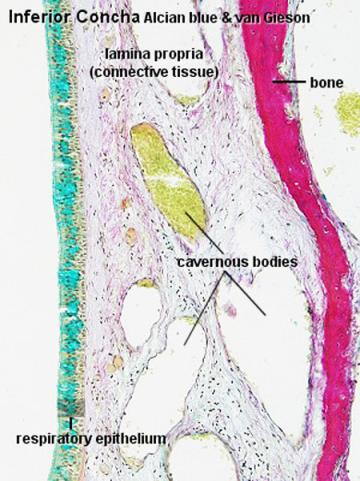 Inferior Concha Alcian blue & van Gieson
lamina propria
(connective tissue)
bone
cavernous bodies
respiratory epithelium